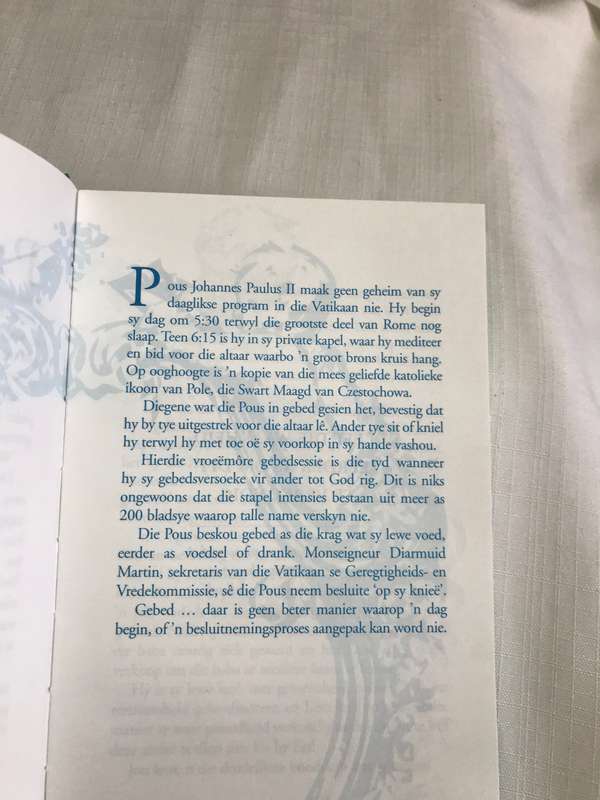 Pous Johannes Paulus II maak geen geheim van sy
daaglikse program in die Vatikaan nie. Hy begin
sy dag om 5:30 terwyl die grootste deel van Rome nog
slaap. Teen 6:15 is hy in sy private kapel, waar hy mediteer
en bid voor die altaar waarbo 'n groot brons kruis hang.
Op ooghoogte is 'n kopie van die mees geliefde katolieke
ikoon van Pole, die Swart Maagd van Czestochowa.
Diegene wat die Pous in gebed gesien het, bevestig dat
hy by tye uitgestrek voor die altaar lê. Ander tye sit of kniel
hy terwyl hy met toe oë sy voorkop in sy hande vashou.
Hierdie vroeëmôre gebedsessie is die tyd wanneer
hy sy gebedsversoeke vir ander tot God rig. Dit is niks
ongewoons dat die stapel intensies bestaan uit meer as
200 bladsye waarop talle name verskyn nie.
Die Pous beskou gebed as die krag wat sy lewe voed,
eerder as voedsel of drank. Monseigneur Diarmuid
Martin, sekretaris van die Vatikaan se Geregtigheids- en
Vredekommissie, sê die Pous neem besluite 'op sy knieë'.
Gebed … daar is geen beter manier waarop 'n dag
begin, of 'n besluitnemingsproses aangepak kan word nie.